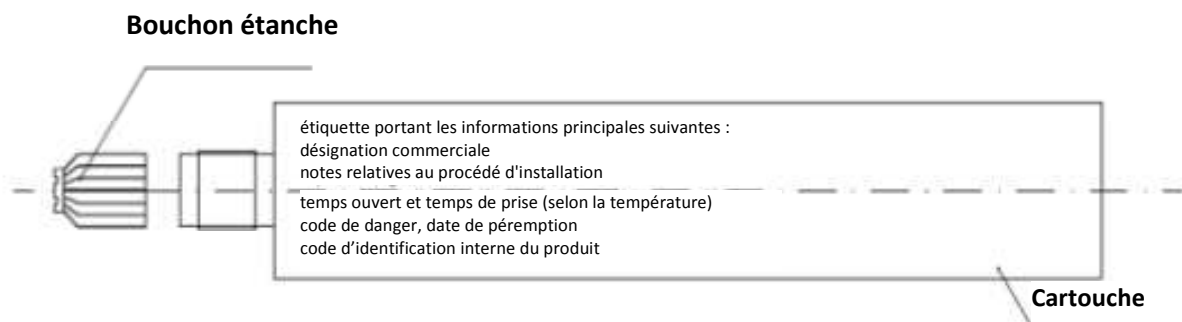 Bouchon étanche
étiquette portant les informations principales suivantes :
désignation commerciale
notes relatives au procédé d'installation
temps ouvert et temps de prise (selon la température)
code de danger, date de péremption
code d’identification interne du produit
Cartouche